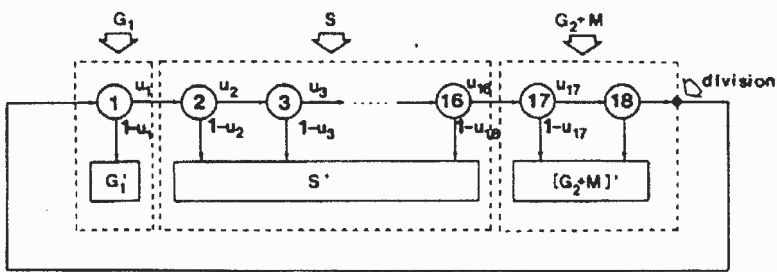 G₁ S G₂+M
division
1 u₁ 2 u₂ 3 u₃ ..... 16 u₁₆ 17 u₁₇ 18
1-u₁ 1-u₂ 1-u₃ 1-u₁₆ 1-u₁₇
G₁' S' [G₂+M]'